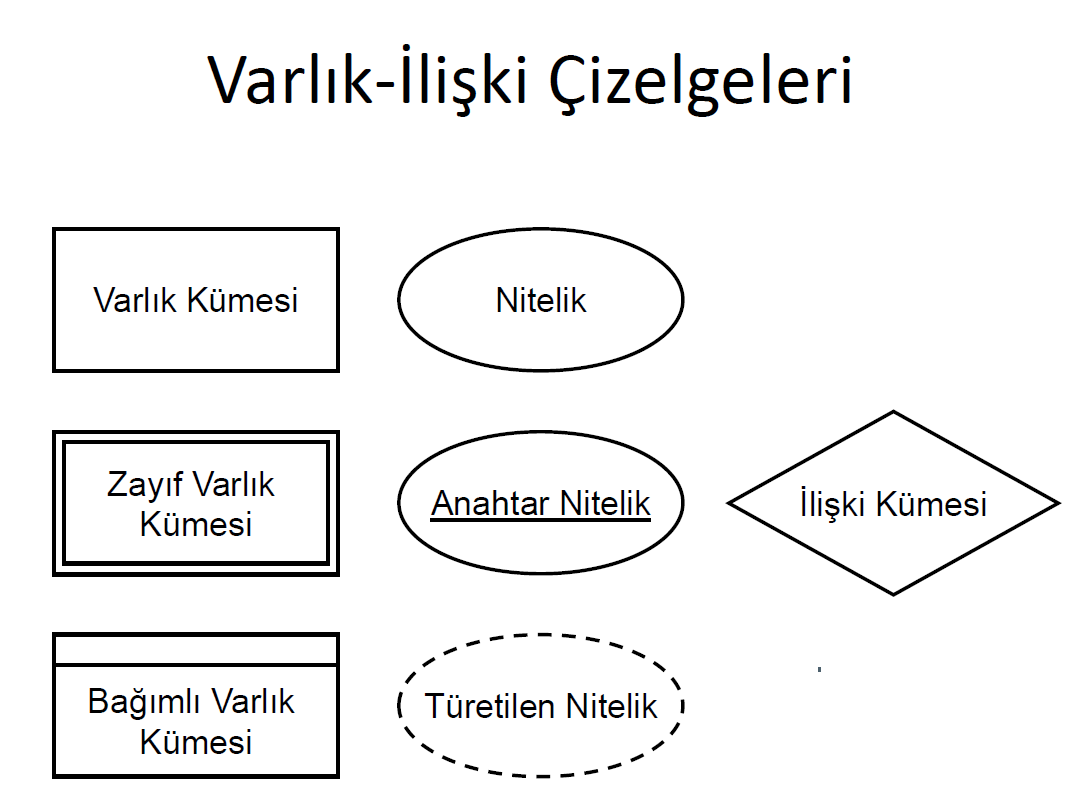 Varlık-İlişki Çizelgeleri
Varlık Kümesi
Nitelik
Zayıf Varlık
Kümesi
Anahtar Nitelik
İlişki Kümesi
Bağımlı Varlık
Kümesi
Türetilen Nitelik